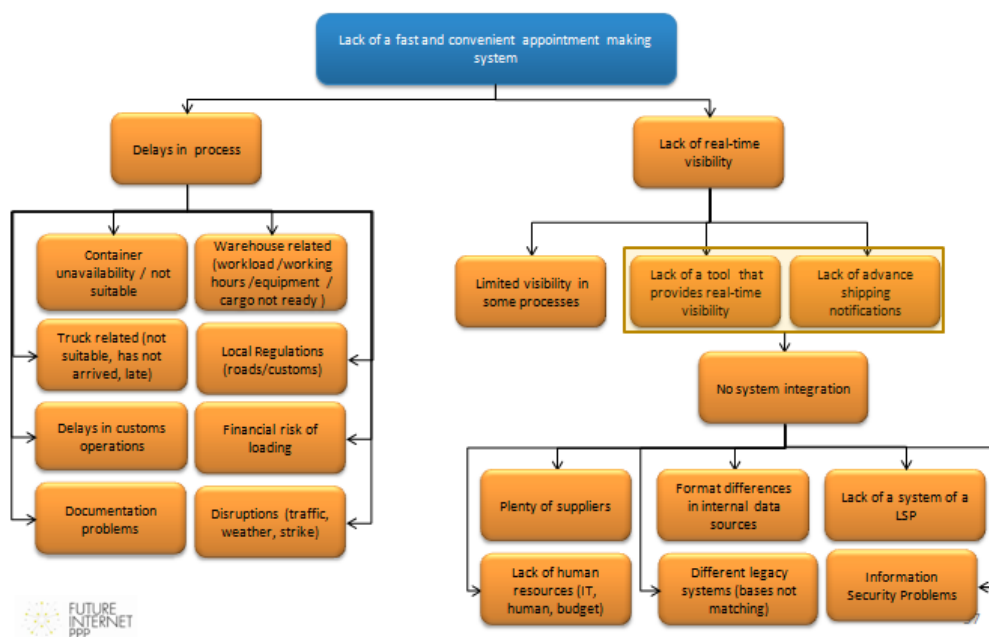 Lack of a fast and convenient appointment making
system
Delays in process
Lack of real-time
visibility
Container
unavailability / not
suitable
Warehouse related
(workload /working
hours /equipment /
cargo not ready )
Truck related (not
suitable, has not
arrived, late)
Local Regulations
(roads/customs)
Delays in customs
operations
Financial risk of
loading
Documentation
problems
Disruptions (traffic,
weather, strike)
Limited visibility in
some processes
Lack of a tool that
provides real-time
visibility
Lack of advance
shipping
notifications
No system integration
Plenty of suppliers
Format differences
in internal data
sources
Lack of a system of a
LSP
Lack of human
resources (IT,
human, budget)
Different legacy
systems (bases not
matching)
Information
Security Problems
FUTURE
INTERNET
PPP